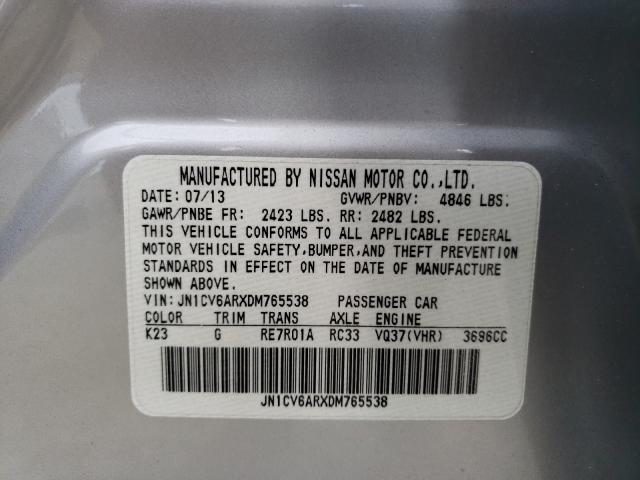 MANUFACTURED BY NISSAN MOTOR CO.,LTD.
DATE: 07/13 GVWR/PNBV: 4846 LBS.
GAWR/PNBE FR: 2423 LBS. RR: 2482 LBS.
THIS VEHICLE CONFORMS TO ALL APPLICABLE FEDERAL
MOTOR VEHICLE SAFETY,BUMPER,AND THEFT PREVENTION
STANDARDS IN EFFECT ON THE DATE OF MANUFACTURE
SHOWN ABOVE.
VIN: JN1CV6ARXDM765538 PASSENGER CAR
COLOR TRIM TRANS AXLE ENGINE
K23 G RE7R01A RC33 VQ37(VHR) 3696CC
JN1CV6ARXDM765538